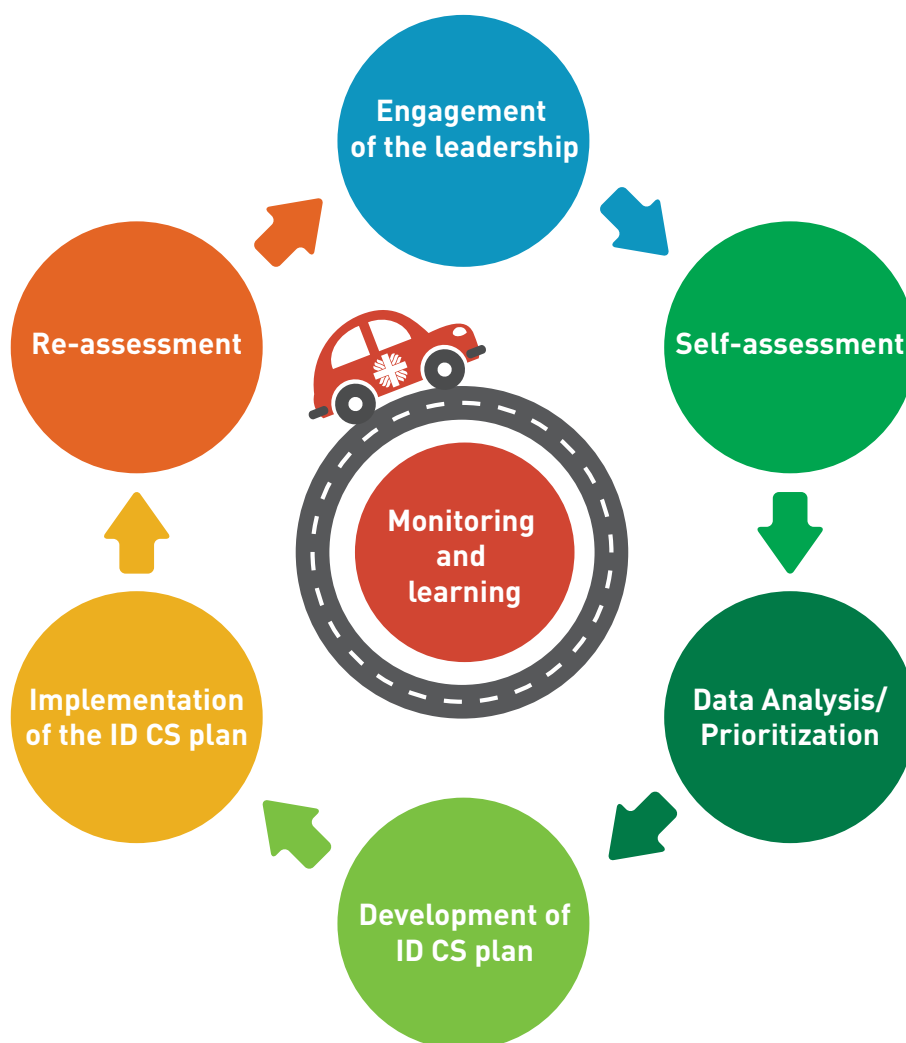 Engagement
of the leadership
Self-assessment
Data Analysis/
Prioritization
Development of
ID CS plan
Implementation
of the ID CS plan
Re-assessment
Monitoring
and
learning